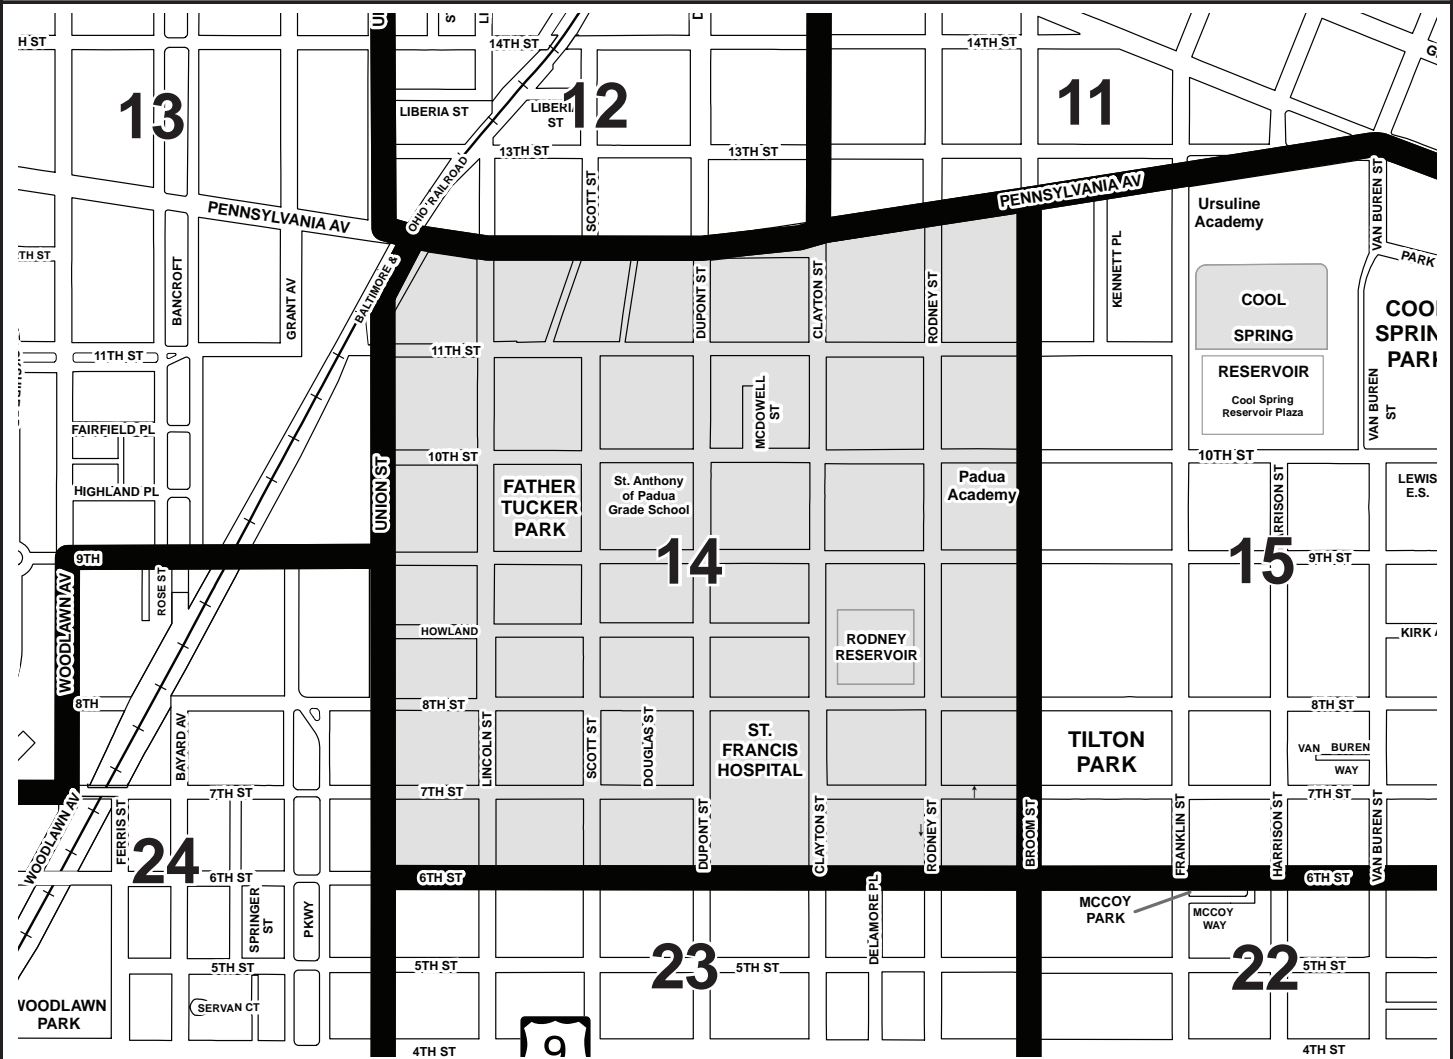 H ST
14TH ST
14TH ST
13
12
11
LIBERIA ST
ST
13TH ST
13TH ST
OHIO RAILROAD
SCOTT ST
PENNSYLVANIA AV
PENNSYLVANIA AV
Ursuline
Academy
VAN BUREN ST
PARK
BANCROFT
GRANT AV
BALTIMORE &
DUPONT ST
CLAYTON ST
RODNEY ST
KENNETT PL
COOL
SPRING
RESERVOIR
Cool Spring
Reservoir Plaza
11TH ST
11TH ST
MCDOWELL
ST
VAN BUREN
ST
FAIRFIELD PL
10TH ST
10TH ST
HIGHLAND PL
UNION ST
FATHER
TUCKER
PARK
St. Anthony
of Padua
Grade School
Padua
Academy
LEWIS
E.S.
9TH
14
15
9TH ST
WOODLAWN AV
ROSE ST
HOWLAND
RODNEY
RESERVOIR
KIRK
8TH
8TH ST
8TH ST
BAYARD AV
LINCOLN ST
SCOTT ST
DOUGLAS ST
ST.
FRANCIS
HOSPITAL
TILTON
PARK
VAN BUREN
WAY
7TH ST
7TH ST
7TH ST
WOODLAWN AV
FERRIS ST
DUPONT ST
CLAYTON ST
RODNEY ST
BROOM ST
FRANKLIN ST
HARRISON ST
VAN BUREN ST
24
6TH ST
6TH ST
6TH ST
SPRINGER
ST
PKWY
DELAMORE PL
MCCOY
PARK
MCCOY
WAY
23
22
5TH ST
5TH ST
5TH ST
5TH ST
WOODLAWN
PARK
SERVAN CT
9
4TH ST
4TH ST